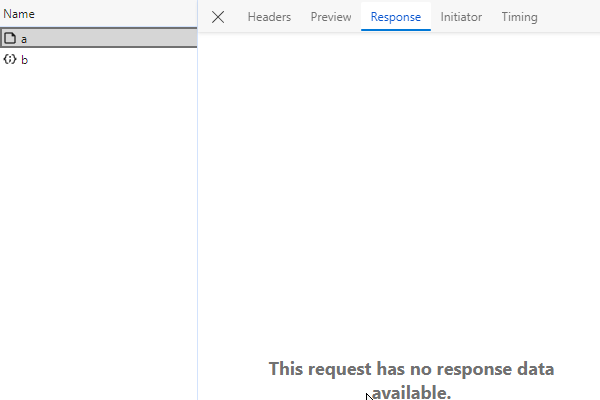 Name
Headers Preview Response Initiator Timing
a
b
This request has no response data
available.